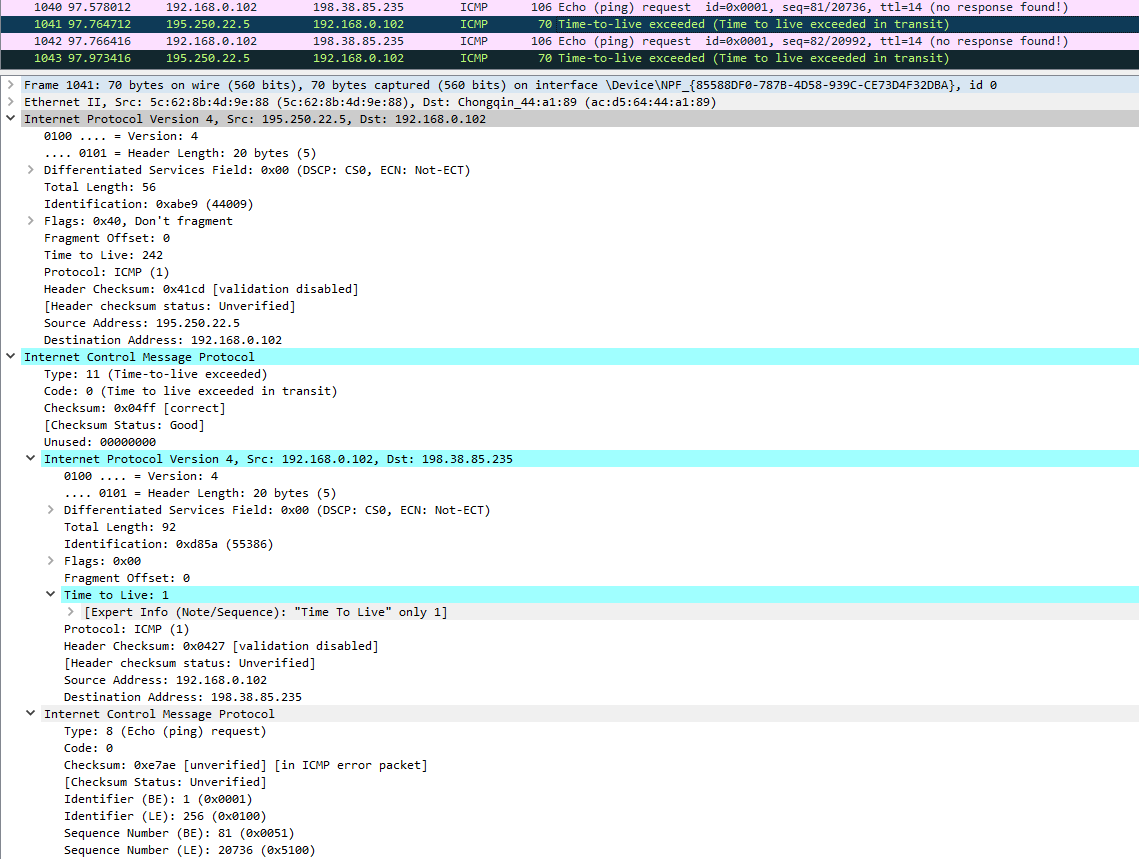 1040 97.578012 192.168.0.102 198.38.85.235 ICMP 106 Echo (ping) request id=0x0001, seq=81/20736, ttl=14 (no response found!)
1041 97.764712 195.250.22.5 192.168.0.102 ICMP 70 Time-to-live exceeded (Time to live exceeded in transit)
1042 97.766416 192.168.0.102 198.38.85.235 ICMP 106 Echo (ping) request id=0x0001, seq=82/20992, ttl=14 (no response found!)
1043 97.973416 195.250.22.5 192.168.0.102 ICMP 70 Time-to-live exceeded (Time to live exceeded in transit)
Frame 1041: 70 bytes on wire (560 bits), 70 bytes captured (560 bits) on interface \Device\NPF_{85588DF0-787B-4D58-939C-CE73D4F32DBA}, id 0
Ethernet II, Src: 5c:62:8b:4d:9e:88 (5c:62:8b:4d:9e:88), Dst: Chongqin_44:a1:89 (ac:d5:64:44:a1:89)
Internet Protocol Version 4, Src: 195.250.22.5, Dst: 192.168.0.102
0100 .... = Version: 4
.... 0101 = Header Length: 20 bytes (5)
Differentiated Services Field: 0x00 (DSCP: CS0, ECN: Not-ECT)
Total Length: 56
Identification: 0xabe9 (44009)
Flags: 0x40, Don't fragment
Fragment Offset: 0
Time to Live: 242
Protocol: ICMP (1)
Header Checksum: 0x41cd [validation disabled]
[Header checksum status: Unverified]
Source Address: 195.250.22.5
Destination Address: 192.168.0.102
Internet Control Message Protocol
Type: 11 (Time-to-live exceeded)
Code: 0 (Time to live exceeded in transit)
Checksum: 0x04ff [correct]
[Checksum Status: Good]
Unused: 00000000
Internet Protocol Version 4, Src: 192.168.0.102, Dst: 198.38.85.235
0100 .... = Version: 4
.... 0101 = Header Length: 20 bytes (5)
Differentiated Services Field: 0x00 (DSCP: CS0, ECN: Not-ECT)
Total Length: 92
Identification: 0xd85a (55386)
Flags: 0x00
Fragment Offset: 0
Time to Live: 1
[Expert Info (Note/Sequence): "Time To Live" only 1]
Protocol: ICMP (1)
Header Checksum: 0x0427 [validation disabled]
[Header checksum status: Unverified]
Source Address: 192.168.0.102
Destination Address: 198.38.85.235
Internet Control Message Protocol
Type: 8 (Echo (ping) request)
Code: 0
Checksum: 0xe7ae [unverified] [in ICMP error packet]
[Checksum Status: Unverified]
Identifier (BE): 1 (0x0001)
Identifier (LE): 256 (0x0100)
Sequence Number (BE): 81 (0x0051)
Sequence Number (LE): 20736 (0x5100)